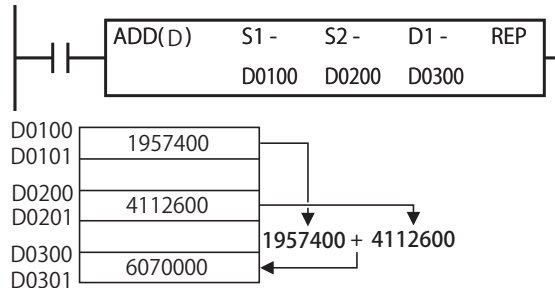 ADD(D) S1 - S2 - D1 - REP
D0100 D0200 D0300
D0100
1957400
D0101
D0200
4112600
D0201
1957400 + 4112600
D0300
6070000
D0301